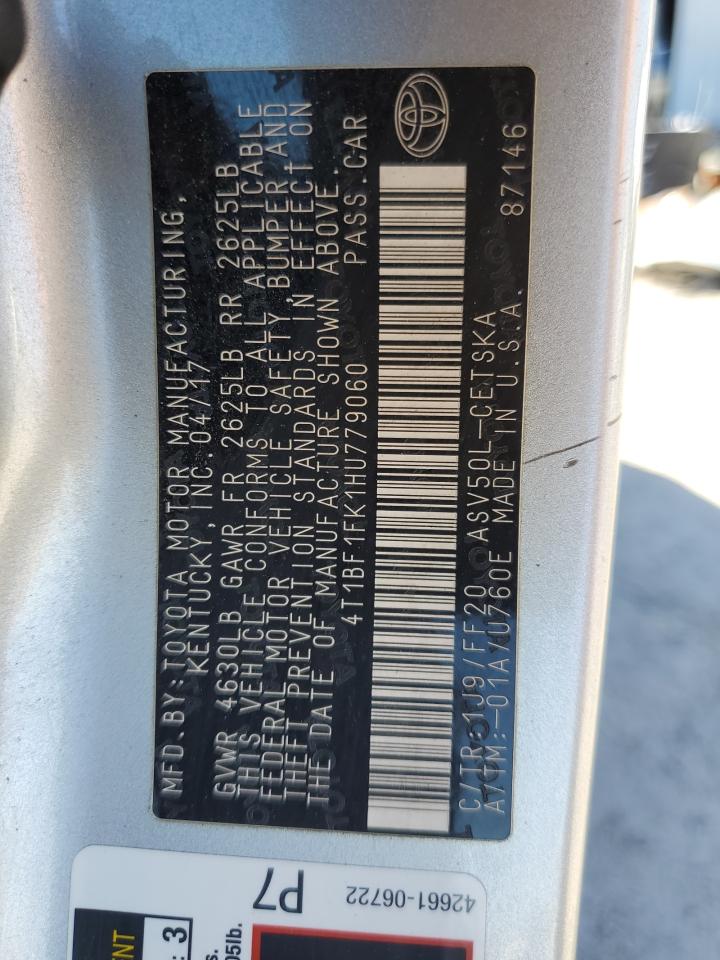 MFD.BY:TOYOTA MOTOR MANUFACTURING,
KENTUCKY,INC.04/17
GVWR 4630LB GAWR FR 2625LB RR 2625LB
THIS VEHICLE CONFORMS TO ALL APPLICABLE
FEDERAL MOTOR VEHICLE SAFETY, BUMPER AND
THEFT PREVENTION STANDARDS IN EFFECT ON
THE DATE OF MANUFACTURE SHOWN ABOVE.
4T1BF1FK1HU779060 PASS.CAR
C/TR:1J9/FF20 ASV50L-CETSKA
A/TM:-01A/U760E MADE IN U.S.A. 87146
P7
42661-06722
3